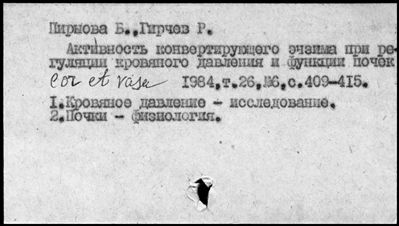 Пирнова Б., Гирчев Р.
Активность конвертирующего энзима при ре-
гуляции кровяного давления и функции почек
cor et vasa 1984, т.26, №6, с.409-415.
1.Кровяное давление - исследование.
2.Почки - физиология.